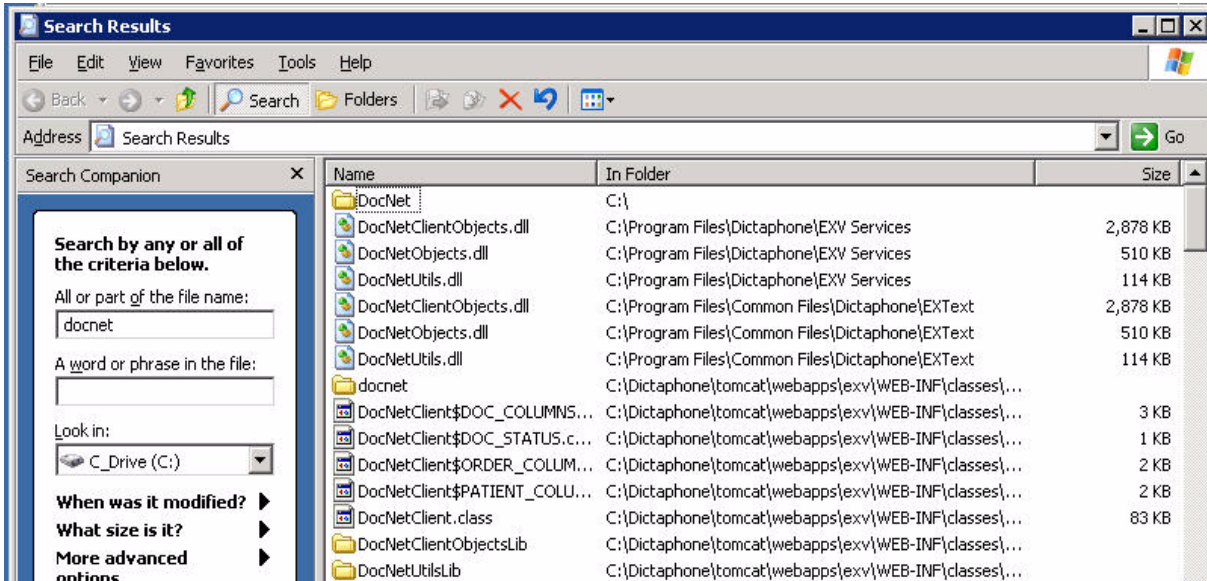 Search Results
File Edit View Favorites Tools Help
Back Search Folders
Address Search Results Go
Search Companion
Search by any or all of
the criteria below.
All or part of the file name:
docnet
A word or phrase in the file:
Look in:
C_Drive (C:)
When was it modified?
What size is it?
More advanced
options
Name In Folder Size
DocNet C:\
DocNetClientObjects.dll C:\Program Files\Dictaphone\EXV Services 2,878 KB
DocNetObjects.dll C:\Program Files\Dictaphone\EXV Services 510 KB
DocNetUtils.dll C:\Program Files\Dictaphone\EXV Services 114 KB
DocNetClientObjects.dll C:\Program Files\Common Files\Dictaphone\EXText 2,878 KB
DocNetObjects.dll C:\Program Files\Common Files\Dictaphone\EXText 510 KB
DocNetUtils.dll C:\Program Files\Common Files\Dictaphone\EXText 114 KB
docnet C:\Dictaphone\tomcat\webapps\exv\WEB-INF\classes\...
DocNetClient$DOC_COLUMNS... C:\Dictaphone\tomcat\webapps\exv\WEB-INF\classes\... 3 KB
DocNetClient$DOC_STATUS.c... C:\Dictaphone\tomcat\webapps\exv\WEB-INF\classes\... 1 KB
DocNetClient$ORDER_COLUM... C:\Dictaphone\tomcat\webapps\exv\WEB-INF\classes\... 2 KB
DocNetClient$PATIENT_COLU... C:\Dictaphone\tomcat\webapps\exv\WEB-INF\classes\... 2 KB
DocNetClient.class C:\Dictaphone\tomcat\webapps\exv\WEB-INF\classes\... 83 KB
DocNetClientObjectsLib C:\Dictaphone\tomcat\webapps\exv\WEB-INF\classes\...
DocNetUtilsLib C:\Dictaphone\tomcat\webapps\exv\WEB-INF\classes\...